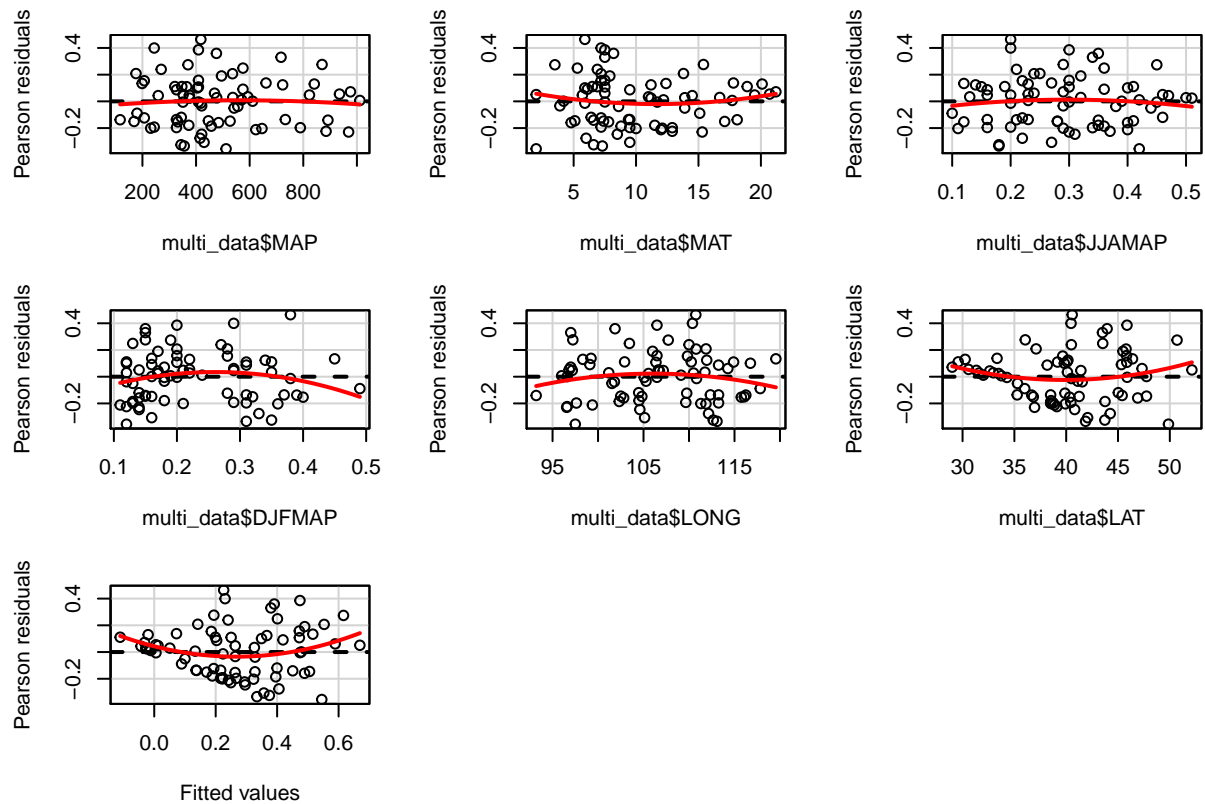 Pearson residuals
0.4
−0.2
200 400 600 800
multi_data$MAP
Pearson residuals
0.4
−0.2
5 10 15 20
multi_data$MAT
Pearson residuals
0.4
−0.2
0.1 0.2 0.3 0.4 0.5
multi_data$JJAMAP
Pearson residuals
0.4
−0.2
0.1 0.2 0.3 0.4 0.5
multi_data$DJFMAP
Pearson residuals
0.4
−0.2
95 105 115
multi_data$LONG
Pearson residuals
0.4
−0.2
30 35 40 45 50
multi_data$LAT
Pearson residuals
0.4
−0.2
0.0 0.2 0.4 0.6
Fitted values